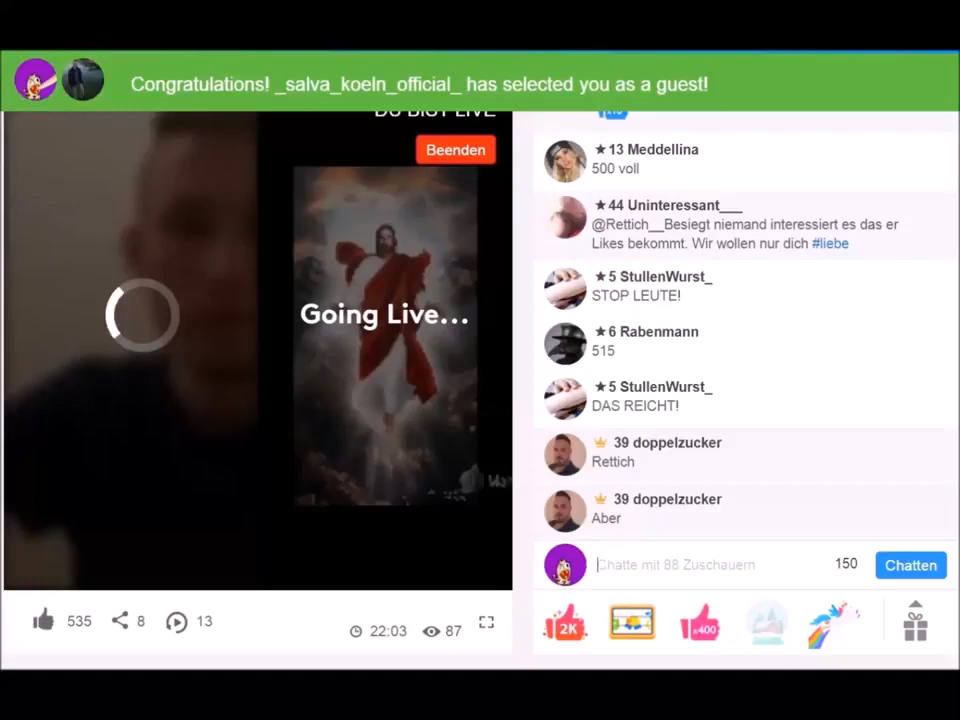 Congratulations! _salva_koeln_official_ has selected you as a guest!
DU BIST LIVE
Beenden
Going Live...
★13 Meddellina
500 voll
★44 Uninteressant___
@Rettich__Besiegt niemand interessiert es das er
Likes bekommt. Wir wollen nur dich #liebe
★5 StullenWurst_
STOP LEUTE!
★6 Rabenmann
515
★5 StullenWurst_
DAS REICHT!
39 doppelzucker
Rettich
39 doppelzucker
Aber
Chatte mit 88 Zuschauern
150
Chatten
535
8
13
22:03
87
2K
x400